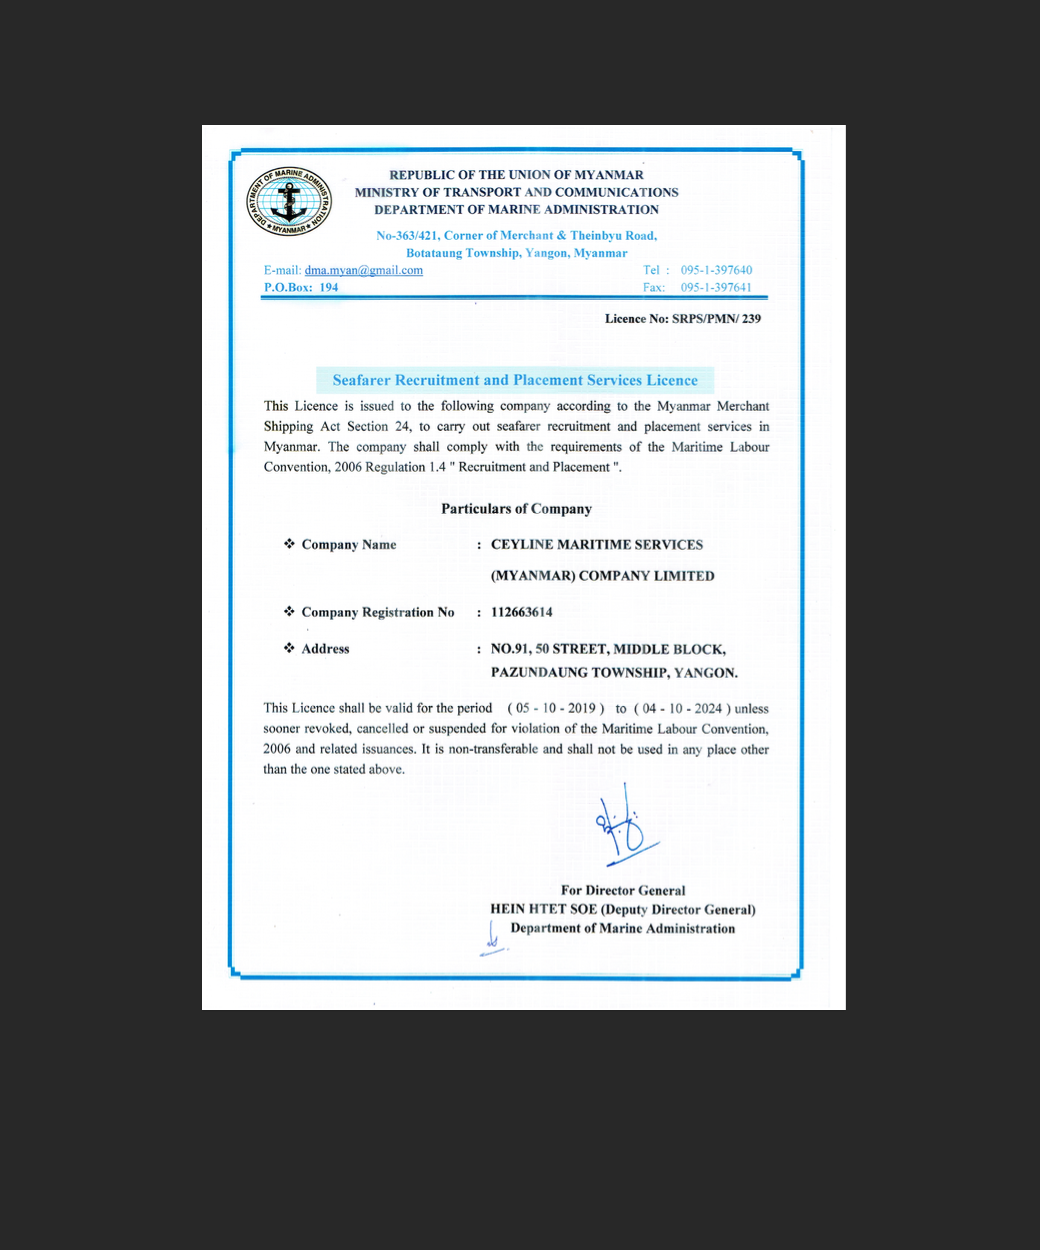 DEPARTMENT OF MARINE ADMINISTRATION
★ MYANMAR ★
REPUBLIC OF THE UNION OF MYANMAR
MINISTRY OF TRANSPORT AND COMMUNICATIONS
DEPARTMENT OF MARINE ADMINISTRATION
No-363/421, Corner of Merchant & Theinbyu Road,
Botataung Township, Yangon, Myanmar
E-mail: dma.myan@gmail.com Tel : 095-1-397640
P.O.Box: 194 Fax: 095-1-397641
Licence No: SRPS/PMN/ 239
Seafarer Recruitment and Placement Services Licence
This Licence is issued to the following company according to the Myanmar Merchant
Shipping Act Section 24, to carry out seafarer recruitment and placement services in
Myanmar. The company shall comply with the requirements of the Maritime Labour
Convention, 2006 Regulation 1.4 " Recruitment and Placement ".
Particulars of Company
❖ Company Name : CEYLINE MARITIME SERVICES
(MYANMAR) COMPANY LIMITED
❖ Company Registration No : 112663614
❖ Address : NO.91, 50 STREET, MIDDLE BLOCK,
PAZUNDAUNG TOWNSHIP, YANGON.
This Licence shall be valid for the period ( 05 - 10 - 2019 ) to ( 04 - 10 - 2024 ) unless
sooner revoked, cancelled or suspended for violation of the Maritime Labour Convention,
2006 and related issuances. It is non-transferable and shall not be used in any place other
than the one stated above.
For Director General
HEIN HTET SOE (Deputy Director General)
Department of Marine Administration